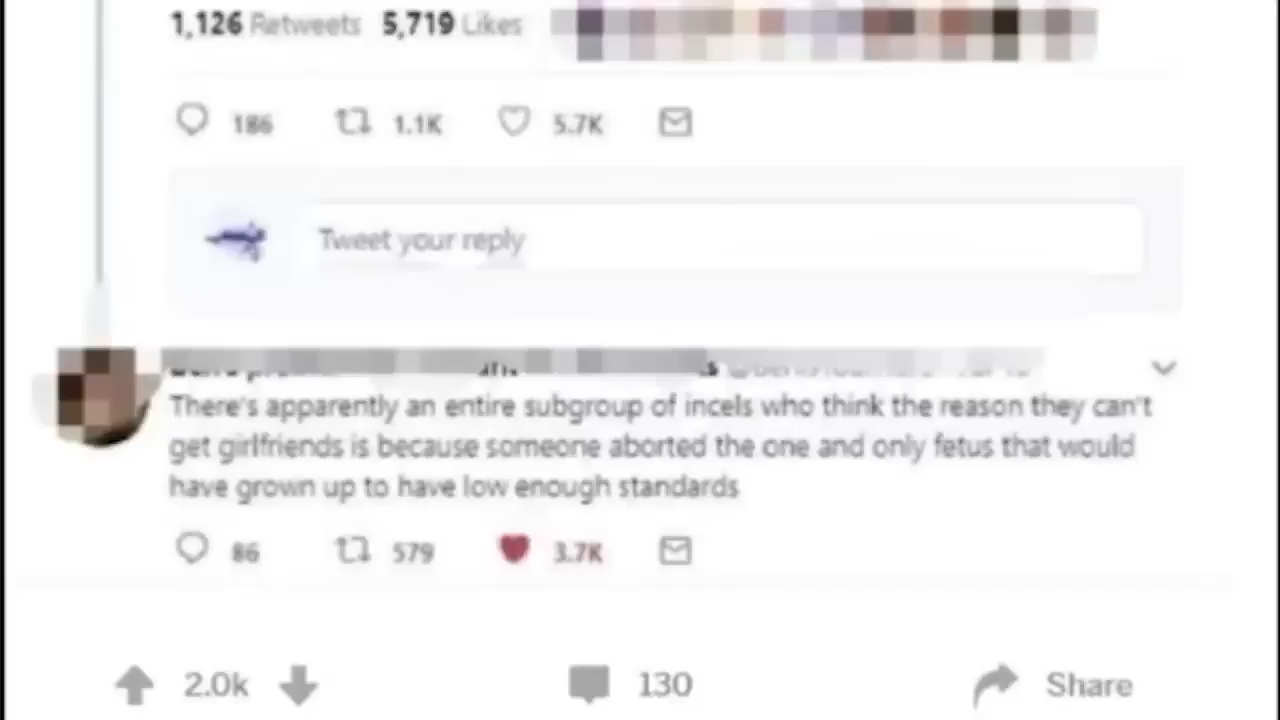 1,126 Retweets 5,719 Likes
186 1.1K 5.7K
Tweet your reply
There's apparently an entire subgroup of incels who think the reason they can't
get girlfriends is because someone aborted the one and only fetus that would
have grown up to have low enough standards
86 579 3.7K
2.0k 130 Share